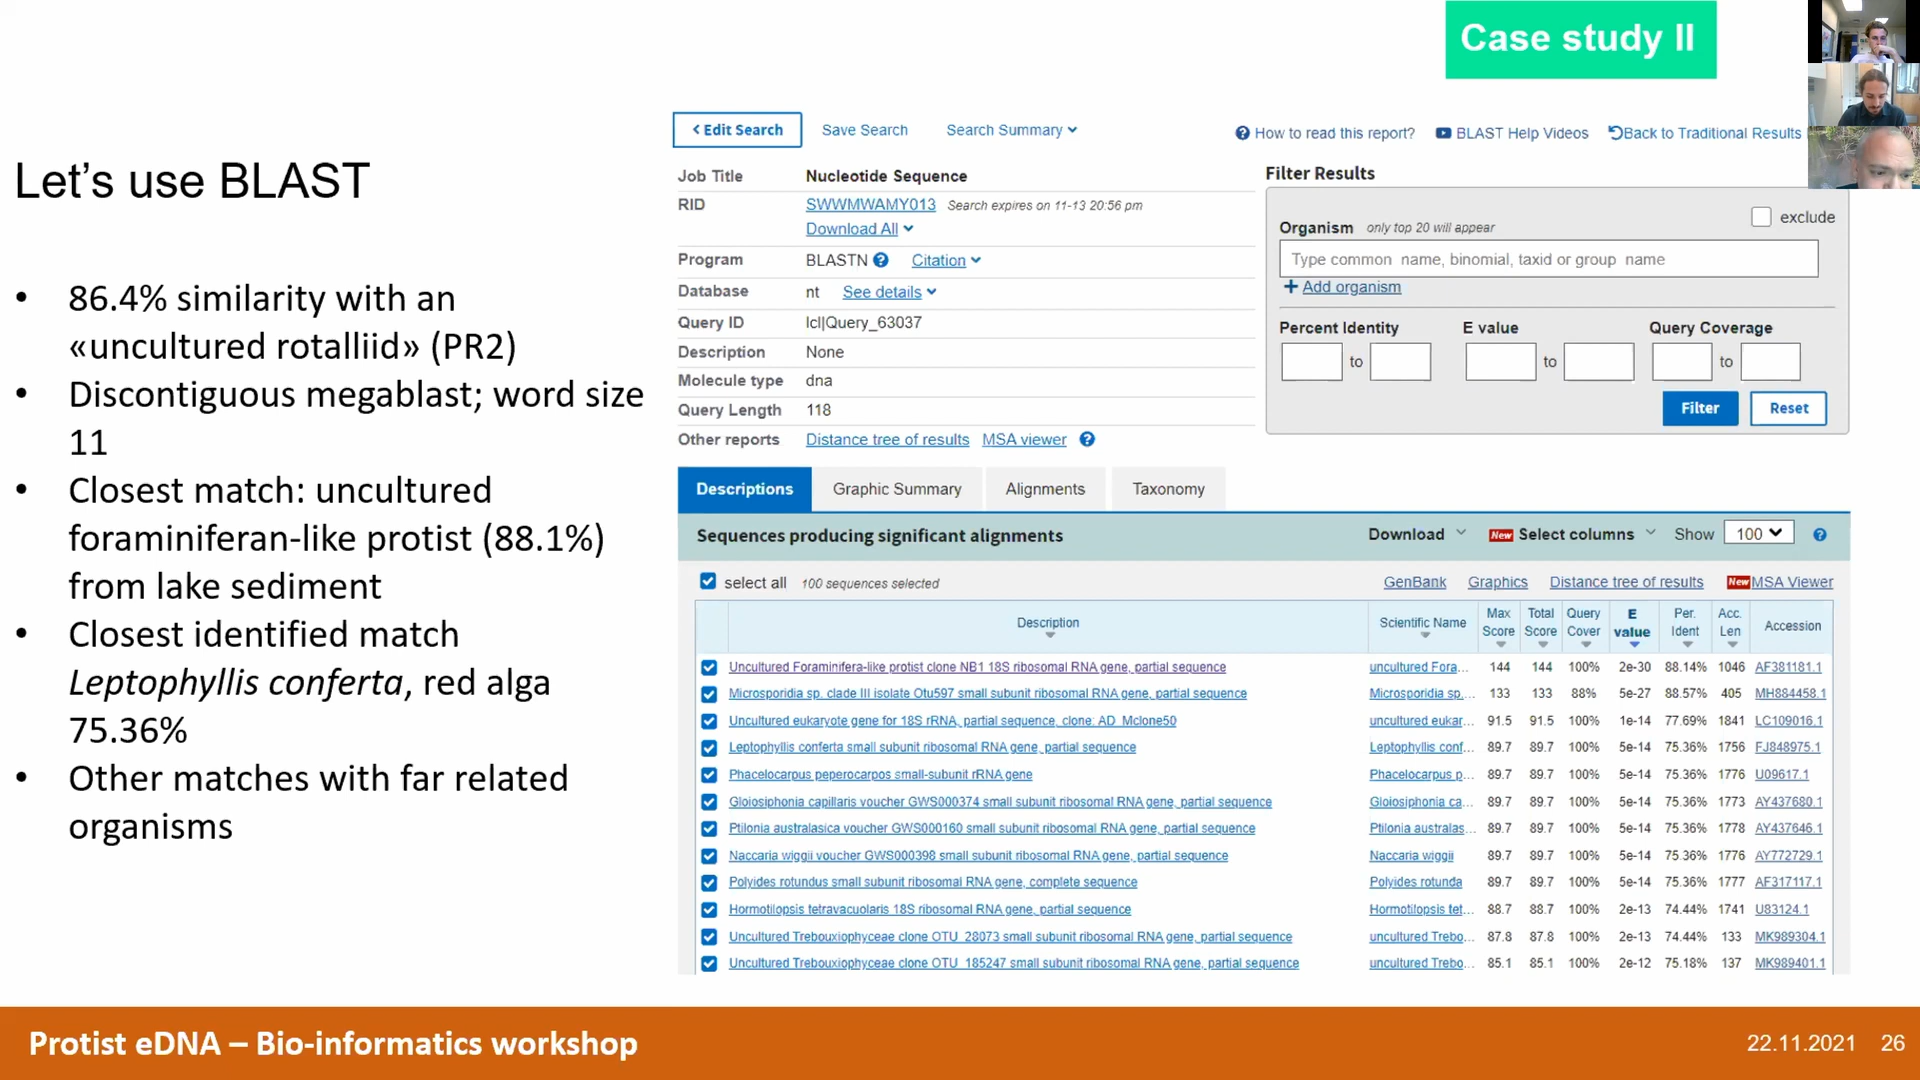 Case study II
Let's use BLAST
• 86.4% similarity with an
«uncultured rotalliid» (PR2)
• Discontiguous megablast; word size
11
• Closest match: uncultured
foraminiferan-like protist (88.1%)
from lake sediment
• Closest identified match
Leptophyllis conferta, red alga
75.36%
• Other matches with far related
organisms
Edit Search Save Search Search Summary
How to read this report? BLAST Help Videos Back to Traditional Results
Job Title Nucleotide Sequence
RID SWWMWAMY013 Search expires on 11-13 20:56 pm
Download All
Program BLASTN Citation
Database nt See details
Query ID lcl|Query_63037
Description None
Molecule type dna
Query Length 118
Other reports Distance tree of results MSA viewer
Filter Results
Organism only top 20 will appear exclude
Type common name, binomial, taxid or group name
+ Add organism
Percent Identity E value Query Coverage
to to to
Filter Reset
Descriptions Graphic Summary Alignments Taxonomy
Sequences producing significant alignments Download New Select columns Show 100
select all 100 sequences selected GenBank Graphics Distance tree of results New MSA Viewer
Description Scientific Name Max Score Total Score Query Cover E value Per. Ident Acc. Len Accession
Uncultured Foraminifera-like protist clone NB1 18S ribosomal RNA gene, partial sequence uncultured Fora... 144 144 100% 2e-30 88.14% 1046 AF381181.1
Microsporidia sp. clade III isolate Otu597 small subunit ribosomal RNA gene, partial sequence Microsporidia sp.... 133 133 88% 5e-27 88.57% 405 MH884458.1
Uncultured eukaryote gene for 18S rRNA, partial sequence, clone: AD_Mclone50 uncultured eukar... 91.5 91.5 100% 1e-14 77.69% 1841 LC109016.1
Leptophyllis conferta small subunit ribosomal RNA gene, partial sequence Leptophyllis conf... 89.7 89.7 100% 5e-14 75.36% 1756 FJ848975.1
Phacelocarpus peperocarpos small-subunit rRNA gene Phacelocarpus p... 89.7 89.7 100% 5e-14 75.36% 1776 U09617.1
Gloiosiphonia capillaris voucher GWS000374 small subunit ribosomal RNA gene, partial sequence Gloiosiphonia ca... 89.7 89.7 100% 5e-14 75.36% 1773 AY437680.1
Ptilonia australasica voucher GWS000160 small subunit ribosomal RNA gene, partial sequence Ptilonia australas... 89.7 89.7 100% 5e-14 75.36% 1778 AY437646.1
Naccaria wiggii voucher GWS000398 small subunit ribosomal RNA gene, partial sequence Naccaria wiggii 89.7 89.7 100% 5e-14 75.36% 1776 AY772729.1
Polyides rotundus small subunit ribosomal RNA gene, complete sequence Polyides rotunda 89.7 89.7 100% 5e-14 75.36% 1777 AF317117.1
Hormotilopsis tetravacuolaris 18S ribosomal RNA gene, partial sequence Hormotilopsis tet... 88.7 88.7 100% 2e-13 74.44% 1741 U83124.1
Uncultured Trebouxiophyceae clone OTU_28073 small subunit ribosomal RNA gene, partial sequence uncultured Trebo... 87.8 87.8 100% 2e-13 74.44% 133 MK989304.1
Uncultured Trebouxiophyceae clone OTU_185247 small subunit ribosomal RNA gene, partial sequence uncultured Trebo... 85.1 85.1 100% 2e-12 75.18% 137 MK989401.1
Protist eDNA – Bio-informatics workshop 22.11.2021 26